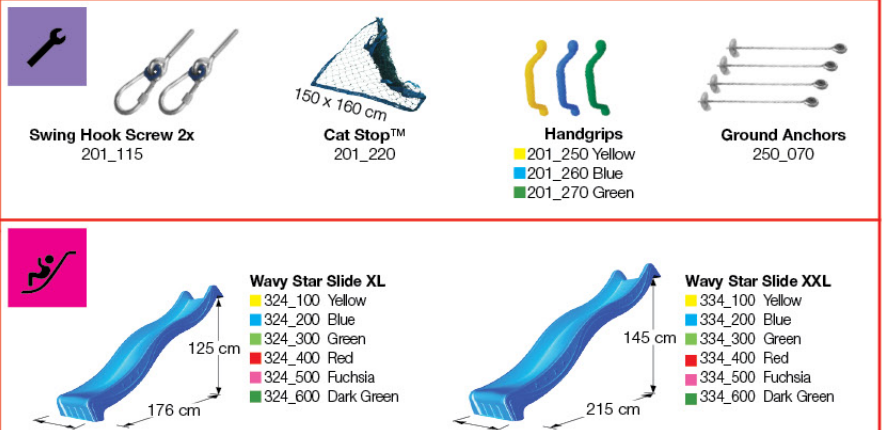 150 x 160 cm
Swing Hook Screw 2x
201_115
Cat Stop™
201_220
Handgrips
201_250 Yellow
201_260 Blue
201_270 Green
Ground Anchors
250_070
Wavy Star Slide XL
324_100 Yellow
324_200 Blue
324_300 Green
324_400 Red
324_500 Fuchsia
324_600 Dark Green
125 cm
176 cm
Wavy Star Slide XXL
334_100 Yellow
334_200 Blue
334_300 Green
334_400 Red
334_500 Fuchsia
334_600 Dark Green
145 cm
215 cm